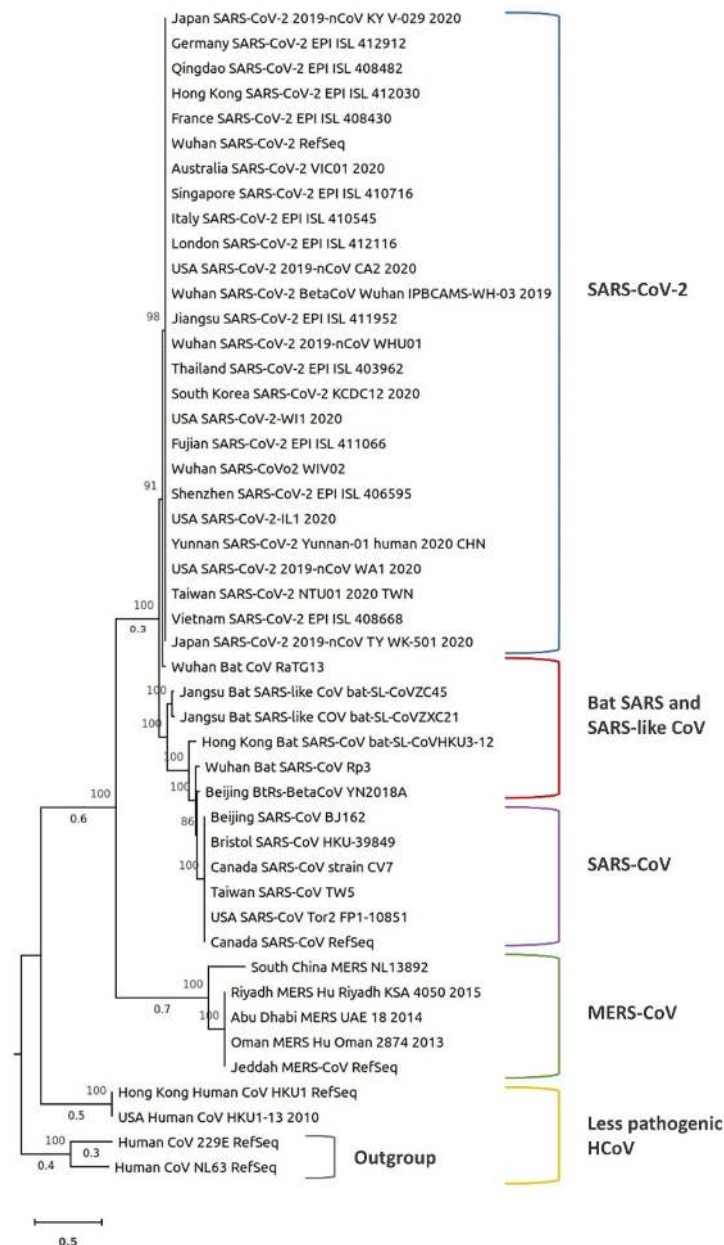 Japan SARS-CoV-2 2019-nCoV KY V-029 2020
Germany SARS-CoV-2 EPI ISL 412912
Qingdao SARS-CoV-2 EPI ISL 408482
Hong Kong SARS-CoV-2 EPI ISL 412030
France SARS-CoV-2 EPI ISL 408430
Wuhan SARS-CoV-2 RefSeq
Australia SARS-CoV-2 VIC01 2020
Singapore SARS-CoV-2 EPI ISL 410716
Italy SARS-CoV-2 EPI ISL 410545
London SARS-CoV-2 EPI ISL 412116
USA SARS-CoV-2 2019-nCoV CA2 2020
Wuhan SARS-CoV-2 BetaCoV Wuhan IPBCAMS-WH-03 2019
SARS-CoV-2
98
Jiangsu SARS-CoV-2 EPI ISL 411952
Wuhan SARS-CoV-2 2019-nCoV WHU01
Thailand SARS-CoV-2 EPI ISL 403962
South Korea SARS-CoV-2 KCDC12 2020
USA SARS-CoV-2-WI1 2020
Fujian SARS-CoV-2 EPI ISL 411066
Wuhan SARS-CoVo2 WIV02
91
Shenzhen SARS-CoV-2 EPI ISL 406595
USA SARS-CoV-2-IL1 2020
Yunnan SARS-CoV-2 Yunnan-01 human 2020 CHN
USA SARS-CoV-2 2019-nCoV WA1 2020
Taiwan SARS-CoV-2 NTU01 2020 TWN
100
0.3
Vietnam SARS-CoV-2 EPI ISL 408668
Japan SARS-CoV-2 2019-nCoV TY WK-501 2020
Wuhan Bat CoV RaTG13
100
Jangsu Bat SARS-like CoV bat-SL-CoVZC45
Jangsu Bat SARS-like COV bat-SL-CoVZXC21
Bat SARS and
SARS-like CoV
100
Hong Kong Bat SARS-CoV bat-SL-CoVHKU3-12
100
Wuhan Bat SARS-CoV Rp3
100
Beijing BtRs-BetaCoV YN2018A
100
0.6
86
Beijing SARS-CoV BJ162
Bristol SARS-CoV HKU-39849
100
Canada SARS-CoV strain CV7
SARS-CoV
Taiwan SARS-CoV TW5
USA SARS-CoV Tor2 FP1-10851
Canada SARS-CoV RefSeq
South China MERS NL13892
100
0.7
Riyadh MERS Hu Riyadh KSA 4050 2015
100
Abu Dhabi MERS UAE 18 2014
MERS-CoV
Oman MERS Hu Oman 2874 2013
Jeddah MERS-CoV RefSeq
100
0.5
Hong Kong Human CoV HKU1 RefSeq
USA Human CoV HKU1-13 2010
Less pathogenic
HCoV
100
0.3
0.4
Human CoV 229E RefSeq
Human CoV NL63 RefSeq
Outgroup
0.5